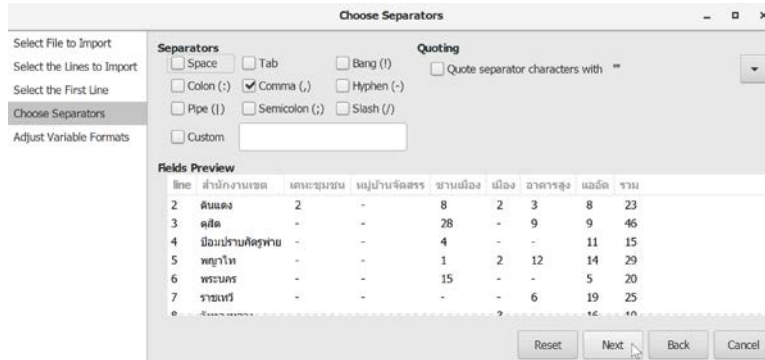 Choose Separators
Select File to Import
Select the Lines to Import
Select the First Line
Choose Separators
Adjust Variable Formats
Separators
Space Tab Bang (!)
Colon (:) Comma (,) Hyphen (-)
Pipe (|) Semicolon (;) Slash (/)
Custom
Quoting
Quote separator characters with "'
Fields Preview
line สำนักงานเขต เคหะชุมชน หมู่บ้านจัดสรร ชานเมือง เมือง อาคารสูง แออัด รวม
2 ดินแดง 2 - 8 2 3 8 23
3 ดุสิต - - 28 - 9 9 46
4 ป้อมปราบศัตรูพ่าย - - 4 - - 11 15
5 พญาไท - - 1 2 12 14 29
6 พระนคร - - 15 - - 5 20
7 ราชเทวี - - - - 6 19 25
Reset Next Back Cancel